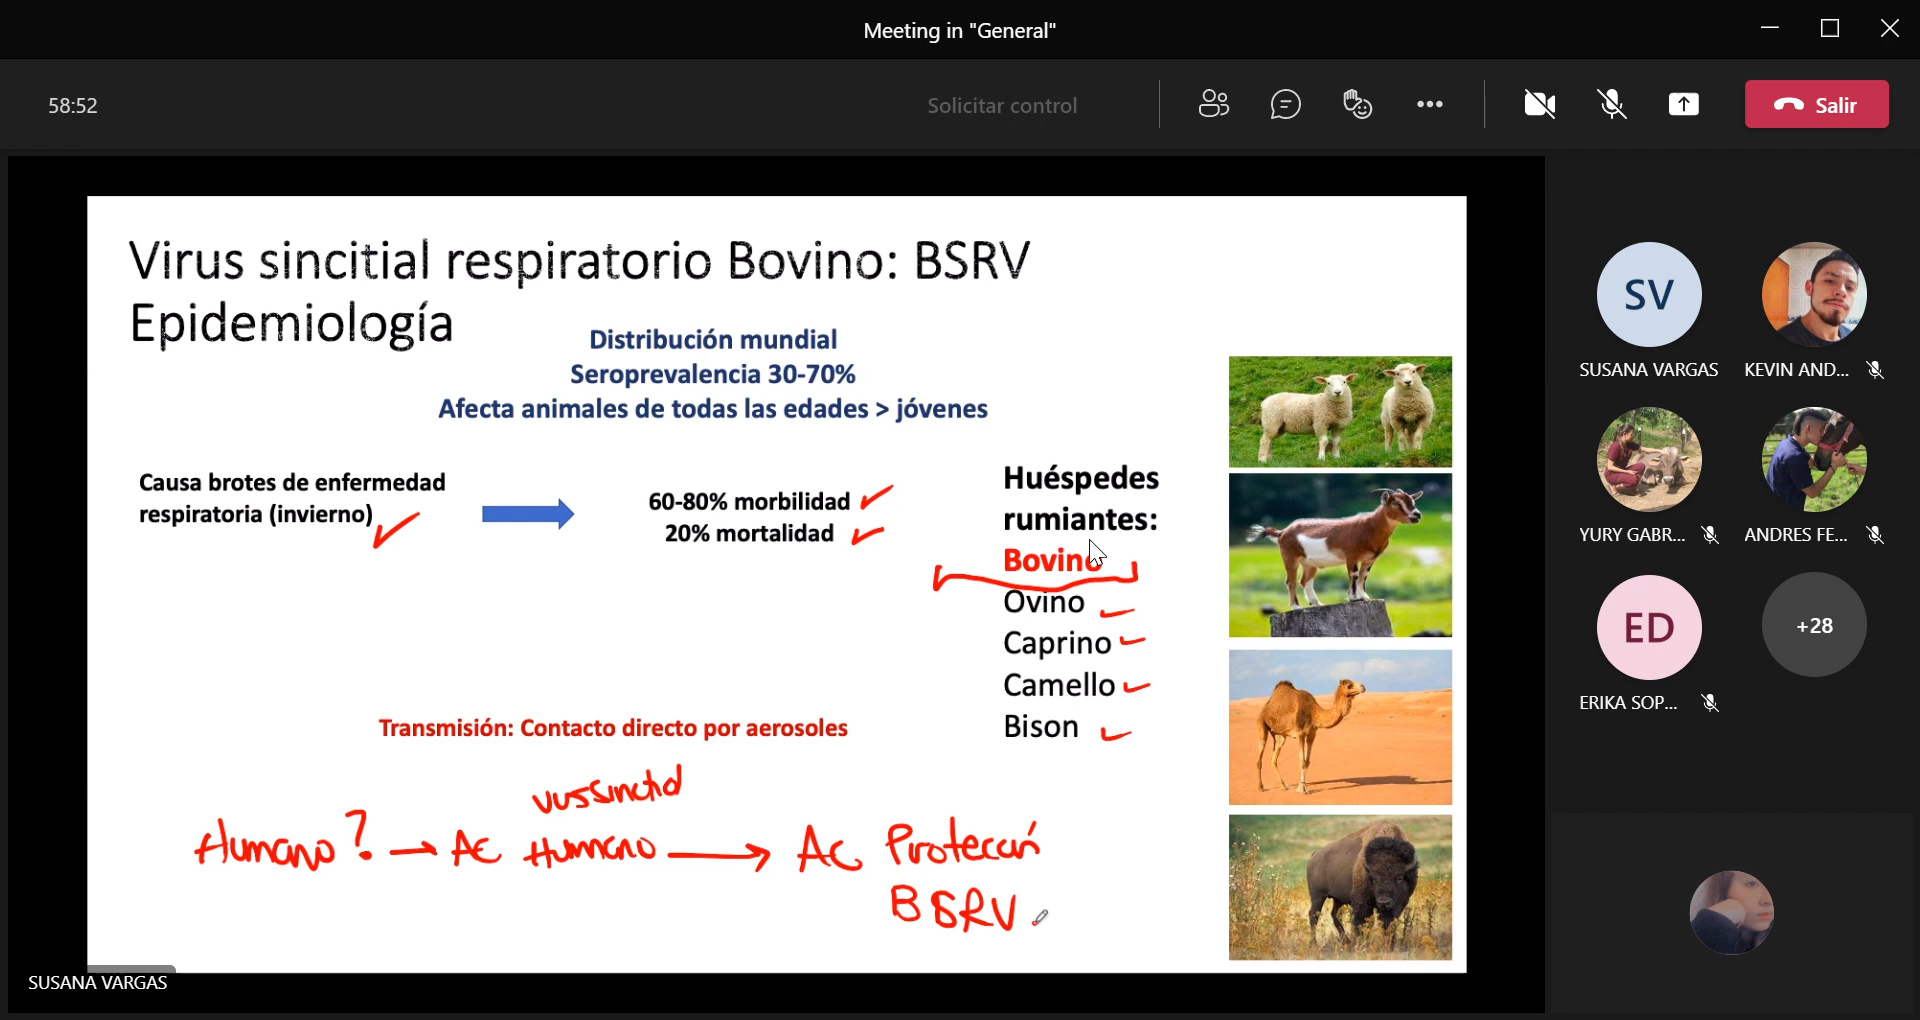 Meeting in "General"
58:52
Solicitar control
Salir
Virus sincitial respiratorio Bovino: BSRV
Epidemiología
Distribución mundial
Seroprevalencia 30-70%
Afecta animales de todas las edades > jóvenes
Causa brotes de enfermedad
respiratoria (invierno)
60-80% morbilidad
20% mortalidad
Huéspedes
rumiantes:
Bovino
Ovino
Caprino
Camello
Bison
Transmisión: Contacto directo por aerosoles
Humano? → AC Humano → AC Protección
BSRV
SUSANA VARGAS
SV
SUSANA VARGAS
KEVIN AND...
YURY GABR...
ANDRES FE...
ED
ERIKA SOP...
+28